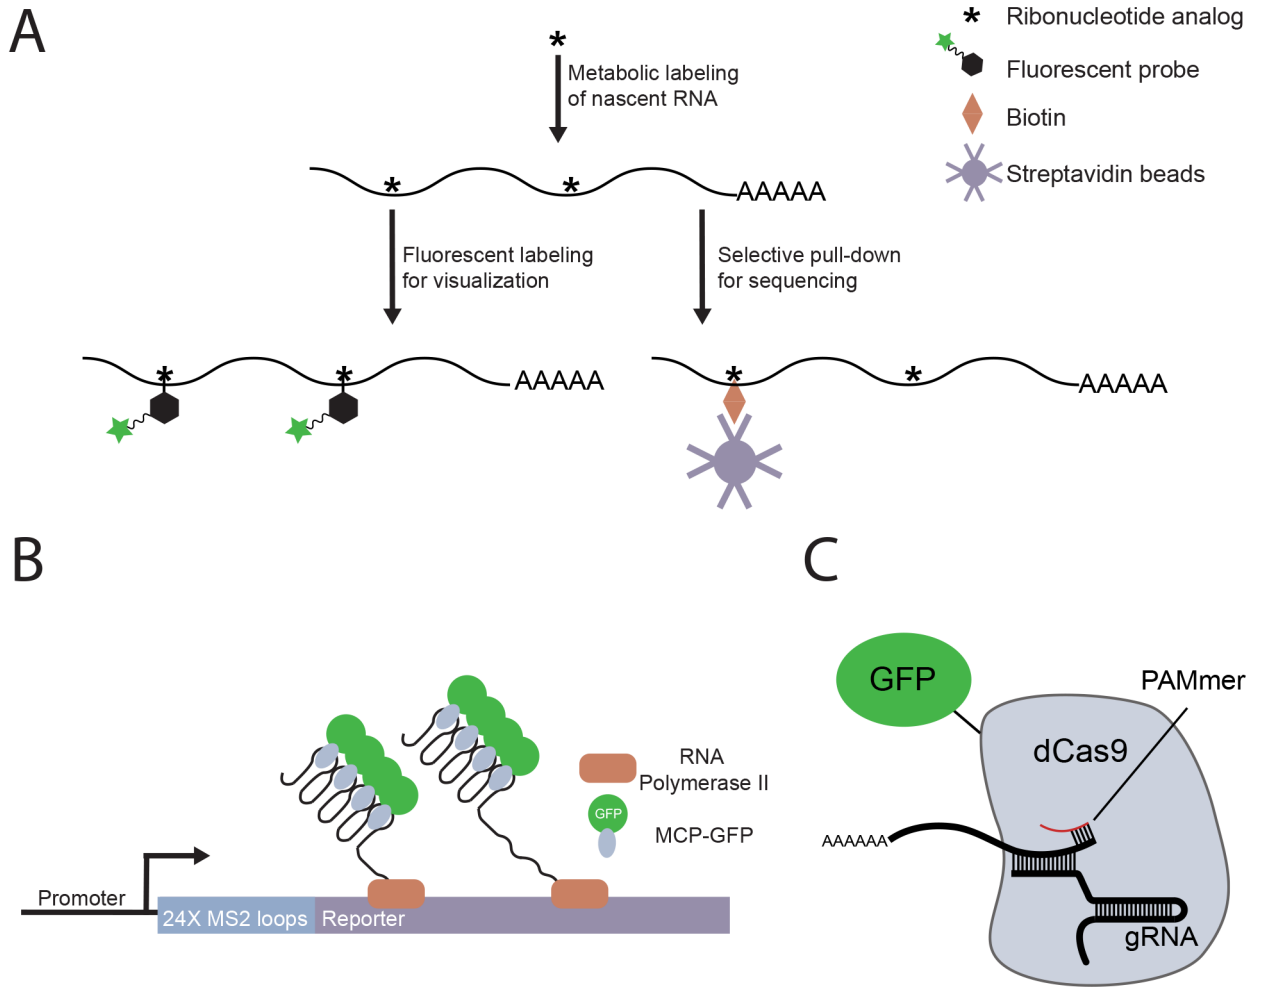 A
*
Metabolic labeling
of nascent RNA
* Ribonucleotide analog
Fluorescent probe
Biotin
Streptavidin beads
* * AAAAA
Fluorescent labeling
for visualization
Selective pull-down
for sequencing
* * AAAAA
* * AAAAA
B
RNA
Polymerase II
GFP
MCP-GFP
Promoter
24X MS2 loops Reporter
C
GFP
PAMmer
dCas9
AAAAAA
gRNA